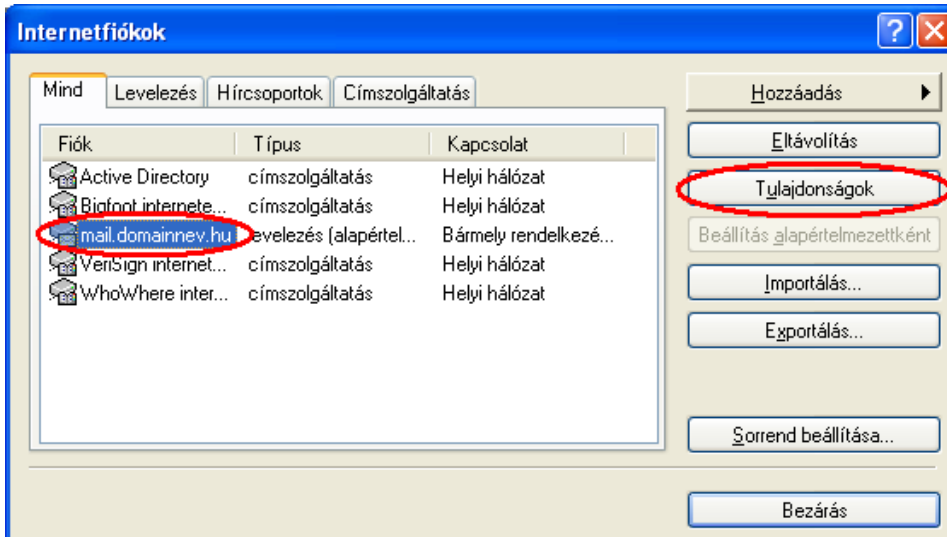 Internetfiókok
Mind Levelezés Hírcsoportok Címszolgáltatás
Fiók Típus Kapcsolat
Active Directory címszolgáltatás Helyi hálózat
Bigfoot internete... címszolgáltatás Helyi hálózat
mail.domainnev.hu levelezés (alapértel... Bármely rendelkezé...
VeriSign internet... címszolgáltatás Helyi hálózat
WhoWhere inter... címszolgáltatás Helyi hálózat
Hozzáadás
Eltávolítás
Tulajdonságok
Beállítás alapértelmezettként
Importálás...
Exportálás...
Sorrend beállítása...
Bezárás